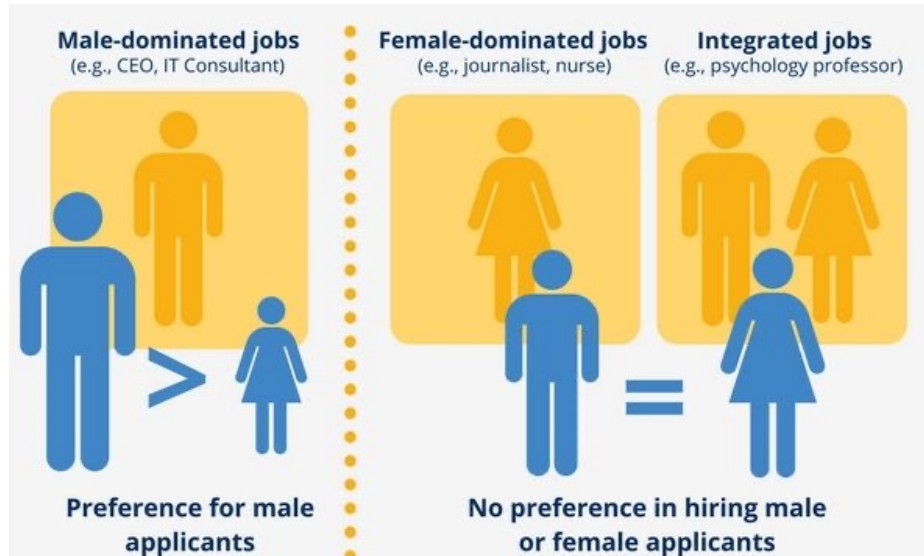 Male-dominated jobs
(e.g., CEO, IT Consultant)
>
Preference for male
applicants
Female-dominated jobs
(e.g., journalist, nurse)
Integrated jobs
(e.g., psychology professor)
=
No preference in hiring male
or female applicants